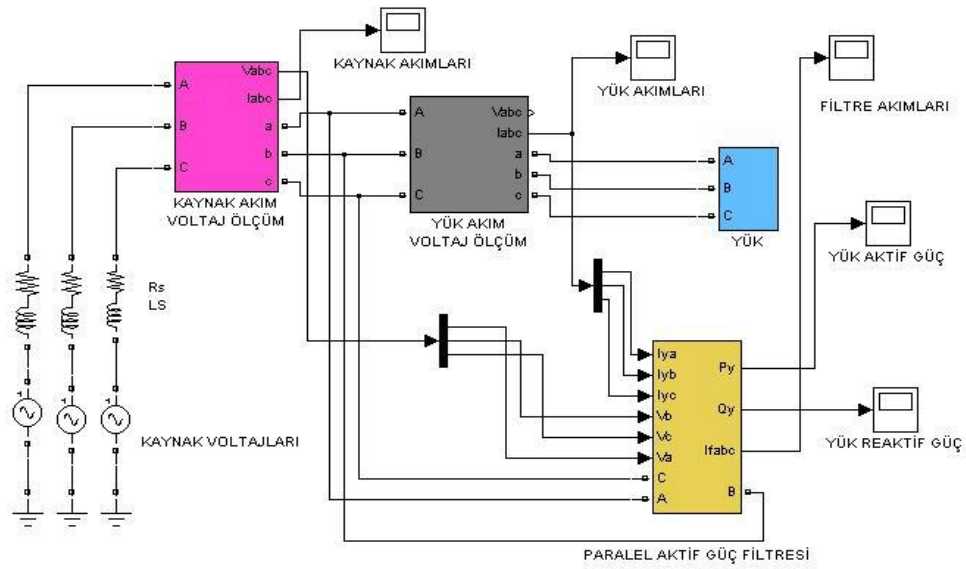 KAYNAK AKIMLARI
YÜK AKIMLARI
FİLTRE AKIMLARI
A
B
C
Vabc
Iabc
a
b
c
KAYNAK AKIM
VOLTAJ ÖLÇÜM
A
B
C
Vabc
Iabc
a
b
c
YÜK AKIM
VOLTAJ ÖLÇÜM
A
B
C
YÜK
YÜK AKTİF GÜÇ
Rs
LS
KAYNAK VOLTAJLARI
Iya
Iyb
Iyc
Vb
Vc
Va
C
A
Py
Qy
Ifabc
B
YÜK REAKTİF GÜÇ
PARALEL AKTİF GÜÇ FİLTRESİ